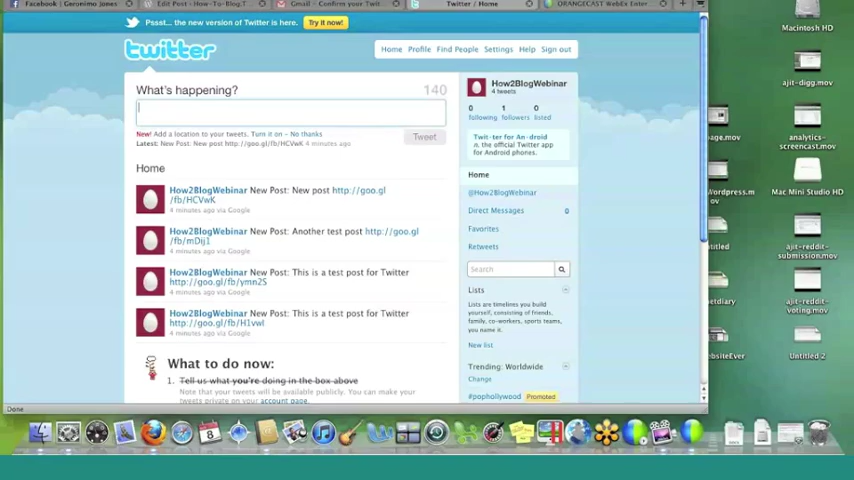 Facebook | Geronimo James
Edit Post ‹ How-To-Blog.T...
Gmail - Confirm your Twit...
Twitter / Home
ORANGECAST WebEx Enter...
Pssst... the new version of Twitter is here. Try it now!
twitter
Home Profile Find People Settings Help Sign out
What's happening? 140
New! Add a location to your tweets. Turn it on - No thanks
Latest: New Post: New post http://goo.gl/fb/HCVwK 4 minutes ago
Tweet
Home
How2BlogWebinar New Post: New post http://goo.gl
/fb/HCVwK
4 minutes ago via Google
How2BlogWebinar New Post: Another test post http://goo.gl
/fb/mDij1
4 minutes ago via Google
How2BlogWebinar New Post: This is a test post for Twitter
http://goo.gl/fb/ymn2S
4 minutes ago via Google
How2BlogWebinar New Post: This is a test post for Twitter
http://goo.gl/fb/H1vwl
4 minutes ago via Google
What to do now:
1. Tell us what you're doing in the box above
Note that your tweets will be available publicly. You can make your
tweets private on your account page.
How2BlogWebinar
4 tweets
0 1 0
following followers listed
Twit·ter for An·droid
n. the official Twitter app
for Android phones.
Home
@How2BlogWebinar
Direct Messages 0
Favorites
Retweets
Search
Lists
Lists are timelines you build
yourself, consisting of friends,
family, co-workers, sports teams,
you name it.
New list
Trending: Worldwide
Change
#pophollywood Promoted
Done
Macintosh HD
ajit-digg.mov
page.mov
analytics-
screencast.mov
Wordpress.m
ov
Mac Mini Studio HD
titled
ajit-reddit-
submission.mov
netdiary
ajit-reddit-
voting.mov
ebsiteEver
Untitled 2
8